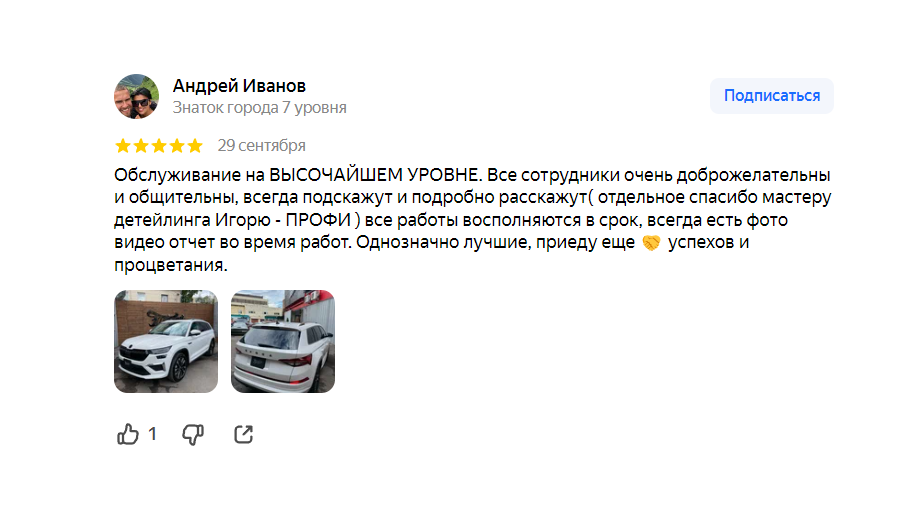 Андрей Иванов
Подписаться
Знаток города 7 уровня
29 сентября
Обслуживание на ВЫСОЧАЙШЕМ УРОВНЕ. Все сотрудники очень доброжелательны
и общительны, всегда подскажут и подробно расскажут( отдельное спасибо мастеру
детейлинга Игорю - ПРОФИ ) все работы восполняются в срок, всегда есть фото
видео отчет во время работ. Однозначно лучшие, приеду еще 🤝 успехов и
процветания.
SKODA
1